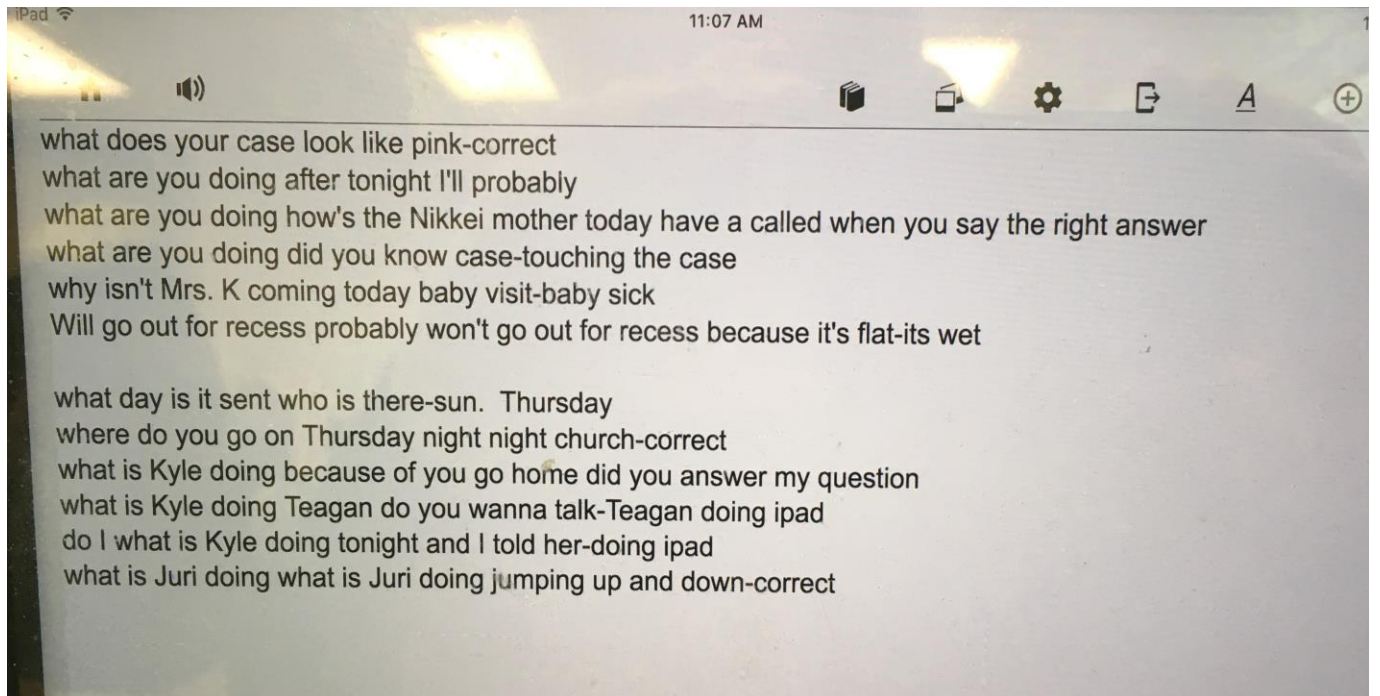 iPad
11:07 AM
A
what does your case look like pink-correct
what are you doing after tonight I'll probably
what are you doing how's the Nikkei mother today have a called when you say the right answer
what are you doing did you know case-touching the case
why isn't Mrs. K coming today baby visit-baby sick
Will go out for recess probably won't go out for recess because it's flat-its wet
what day is it sent who is there-sun. Thursday
where do you go on Thursday night night church-correct
what is Kyle doing because of you go home did you answer my question
what is Kyle doing Teagan do you wanna talk-Teagan doing ipad
do I what is Kyle doing tonight and I told her-doing ipad
what is Juri doing what is Juri doing jumping up and down-correct